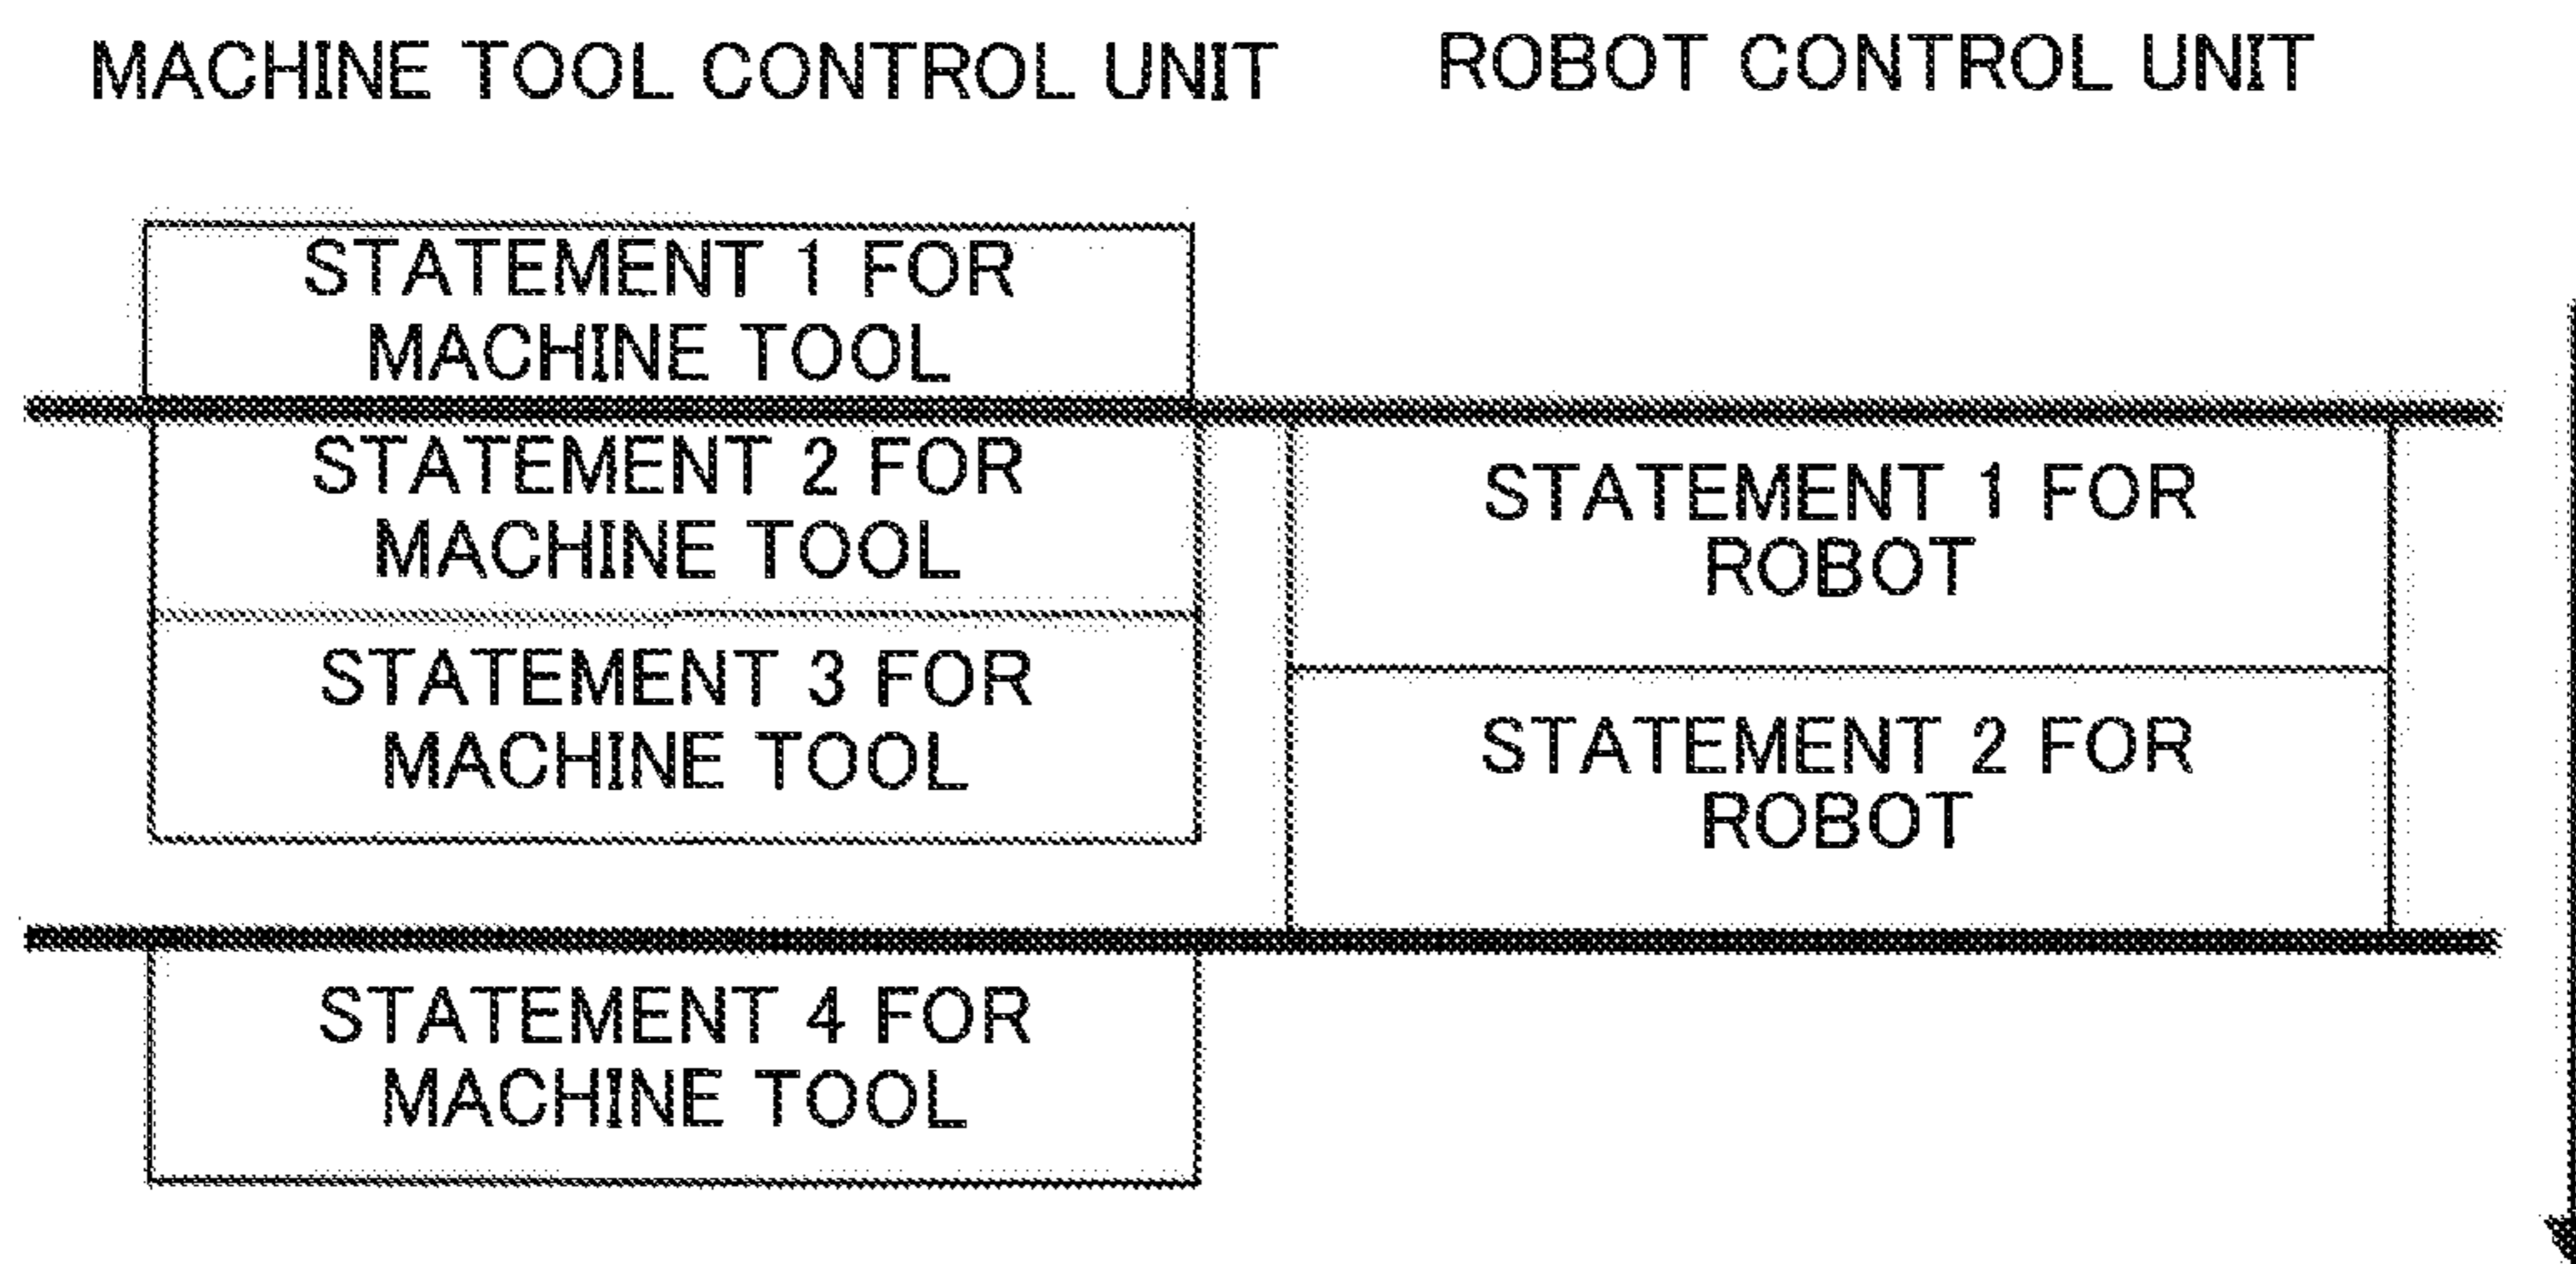 MACHINE TOOL CONTROL UNIT
ROBOT CONTROL UNIT
STATEMENT 1 FOR
MACHINE TOOL
STATEMENT 2 FOR
MACHINE TOOL
STATEMENT 3 FOR
MACHINE TOOL
STATEMENT 1 FOR
ROBOT
STATEMENT 2 FOR
ROBOT
STATEMENT 4 FOR
MACHINE TOOL